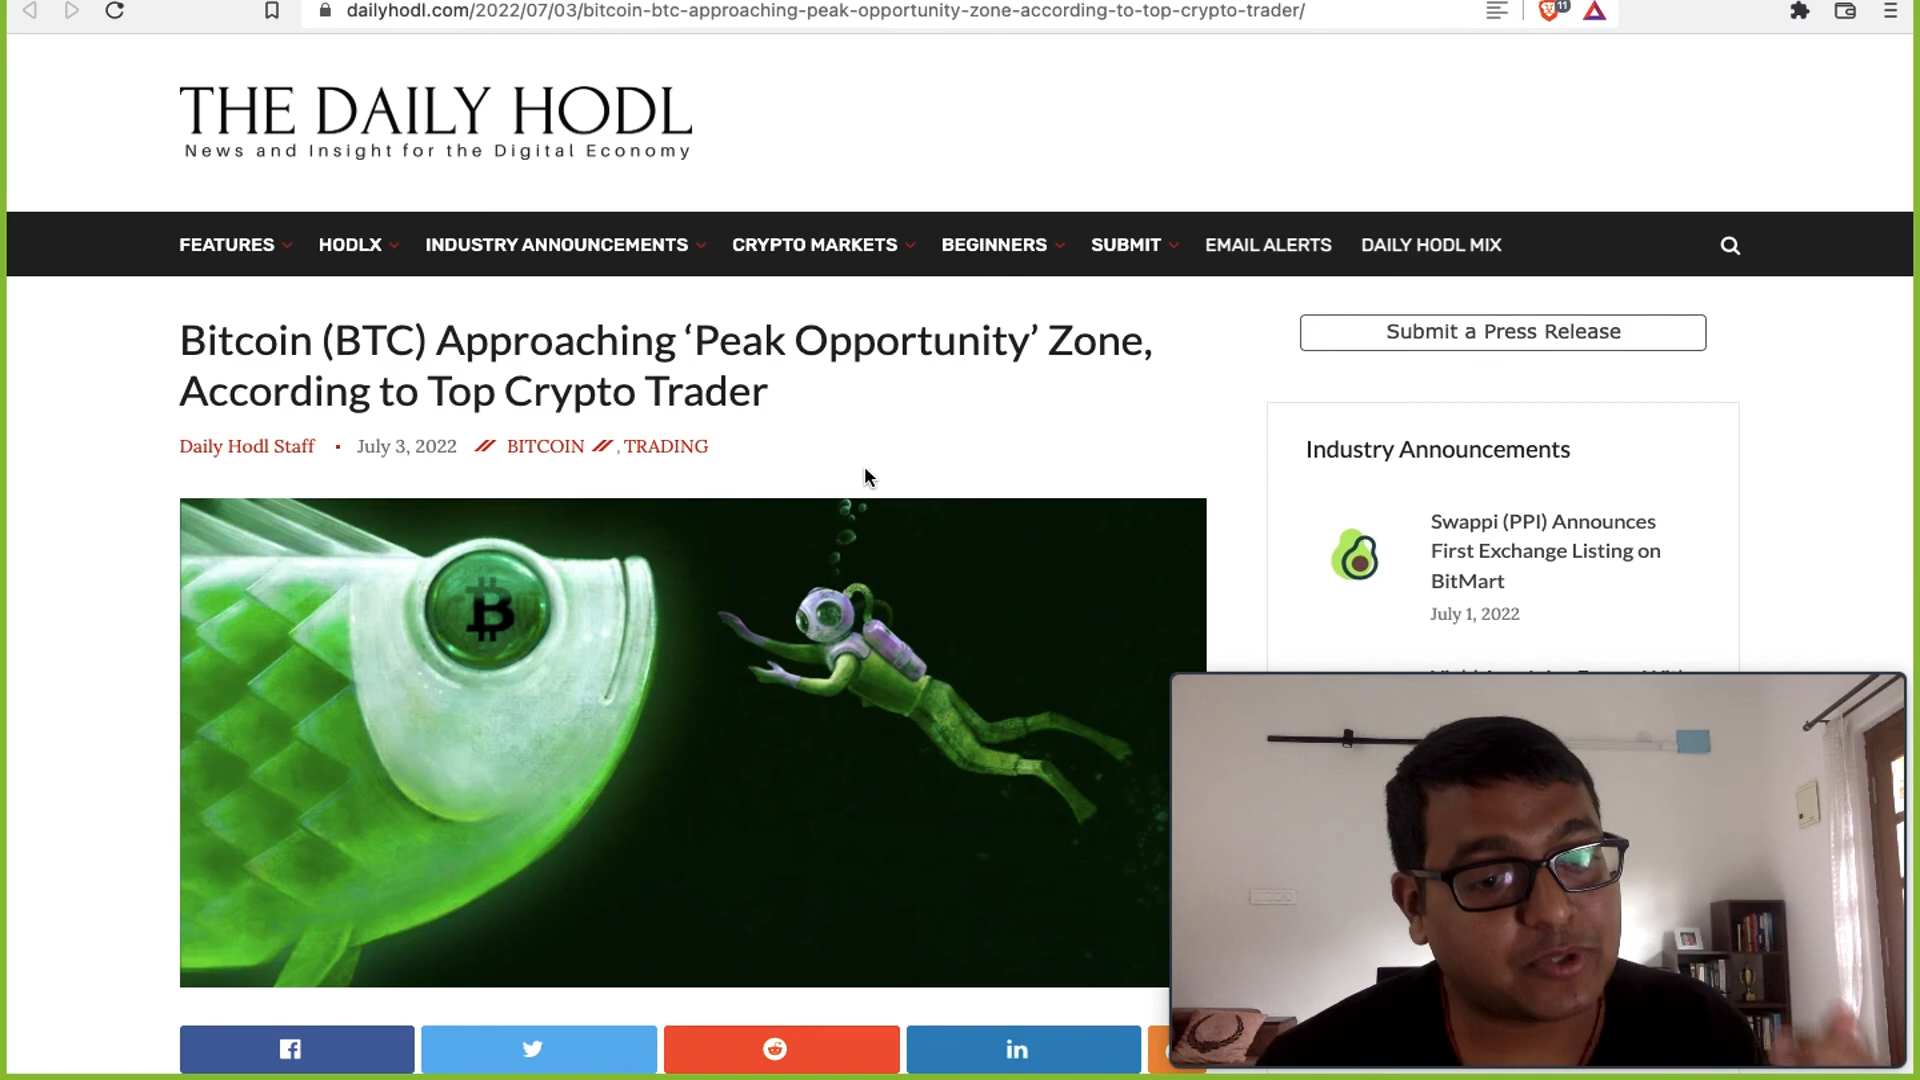 dailyhodl.com/2022/07/03/bitcoin-btc-approaching-peak-opportunity-zone-according-to-top-crypto-trader/
11
THE DAILY HODL
News and Insight for the Digital Economy
FEATURES HODLX INDUSTRY ANNOUNCEMENTS CRYPTO MARKETS BEGINNERS SUBMIT EMAIL ALERTS DAILY HODL MIX
Bitcoin (BTC) Approaching ‘Peak Opportunity’ Zone,
According to Top Crypto Trader
Daily Hodl Staff • July 3, 2022 // BITCOIN // , TRADING
Submit a Press Release
Industry Announcements
Swappi (PPI) Announces
First Exchange Listing on
BitMart
July 1, 2022